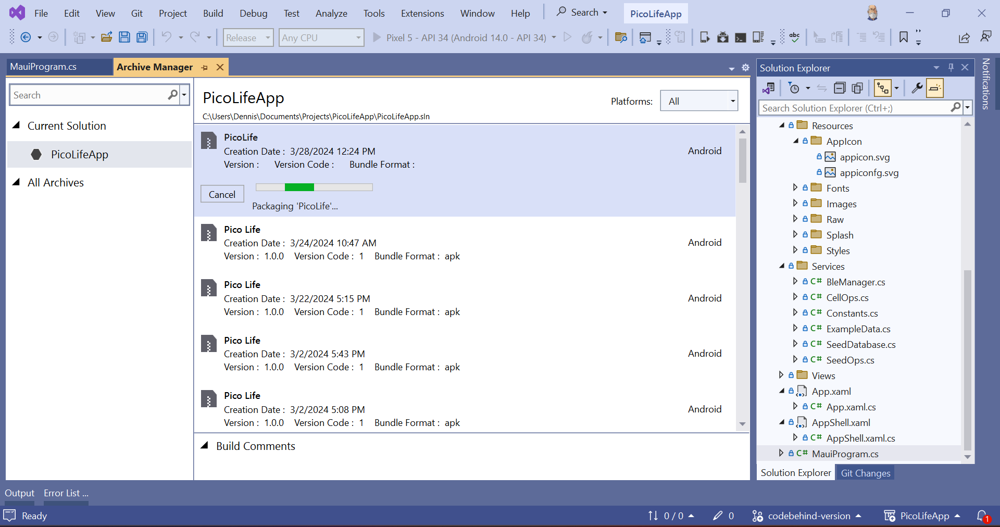 File Edit View Git Project Build Debug Test Analyze Tools Extensions Window Help Search PicoLifeApp
Release Any CPU Pixel 5 - API 34 (Android 14.0 - API 34) abc
MauiProgram.cs Archive Manager
Search
Current Solution
PicoLifeApp
All Archives
PicoLifeApp
Platforms: All
C:\Users\Dennis\Documents\Projects\PicoLifeApp\PicoLifeApp.sln
PicoLife
Creation Date : 3/28/2024 12:24 PM Android
Version : Version Code : Bundle Format :
Cancel
Packaging 'PicoLife'...
Pico Life
Creation Date : 3/24/2024 10:47 AM Android
Version : 1.0.0 Version Code : 1 Bundle Format : apk
Pico Life
Creation Date : 3/22/2024 5:15 PM Android
Version : 1.0.0 Version Code : 1 Bundle Format : apk
Pico Life
Creation Date : 3/2/2024 5:43 PM Android
Version : 1.0.0 Version Code : 1 Bundle Format : apk
Pico Life
Creation Date : 3/2/2024 5:08 PM Android
Version : 1.0.0 Version Code : 1 Bundle Format : apk
Build Comments
Solution Explorer
Search Solution Explorer (Ctrl+;)
Resources
AppIcon
appicon.svg
appiconfg.svg
Fonts
Images
Raw
Splash
Styles
Services
C# BleManager.cs
C# CellOps.cs
C# Constants.cs
C# ExampleData.cs
C# SeedDatabase.cs
C# SeedOps.cs
Views
App.xaml
C# App.xaml.cs
AppShell.xaml
C# AppShell.xaml.cs
C# MauiProgram.cs
Solution Explorer Git Changes
Notifications
Output Error List ...
Ready 0 / 0 0 codebehind-version PicoLifeApp 1